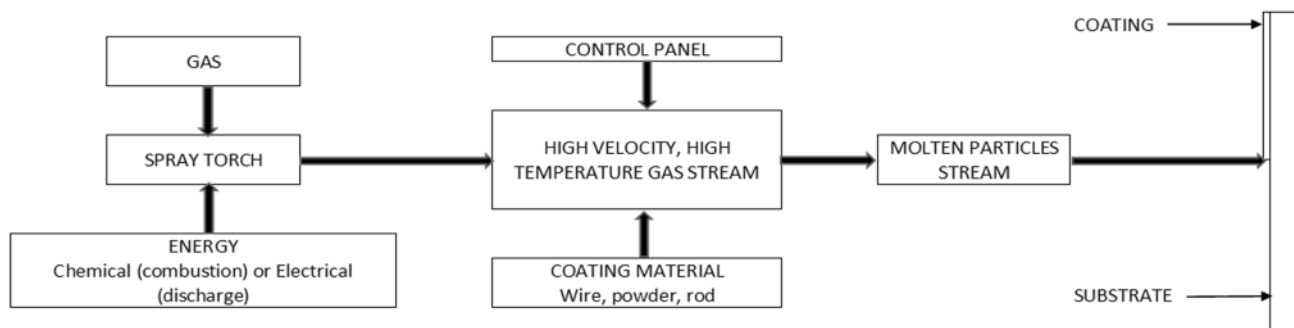 GAS
SPRAY TORCH
ENERGY
Chemical (combustion) or Electrical
(discharge)
CONTROL PANEL
HIGH VELOCITY, HIGH
TEMPERATURE GAS STREAM
COATING MATERIAL
Wire, powder, rod
MOLTEN PARTICLES
STREAM
COATING
SUBSTRATE